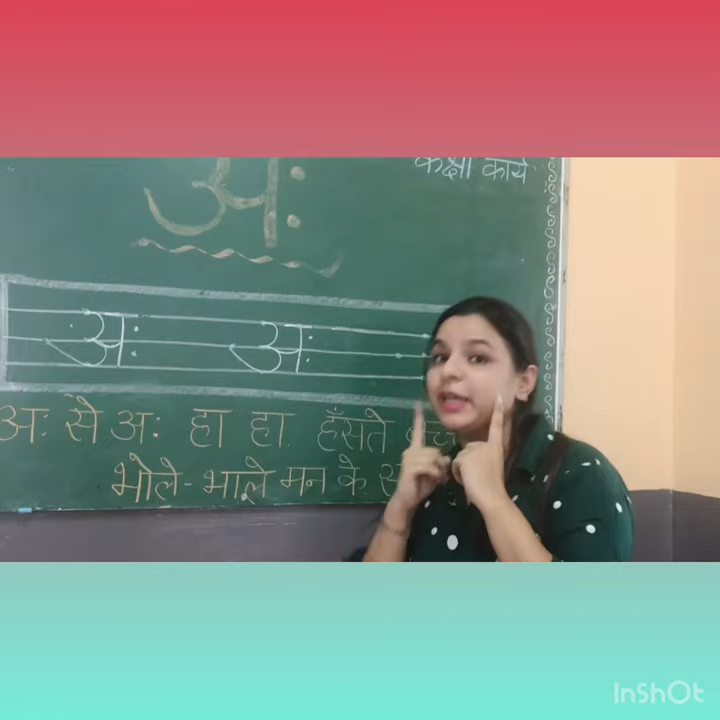 कक्षा कार्य
अः
अः अः
अः से अः हा हा हँसते
भोले-भाले मन के
InShOt